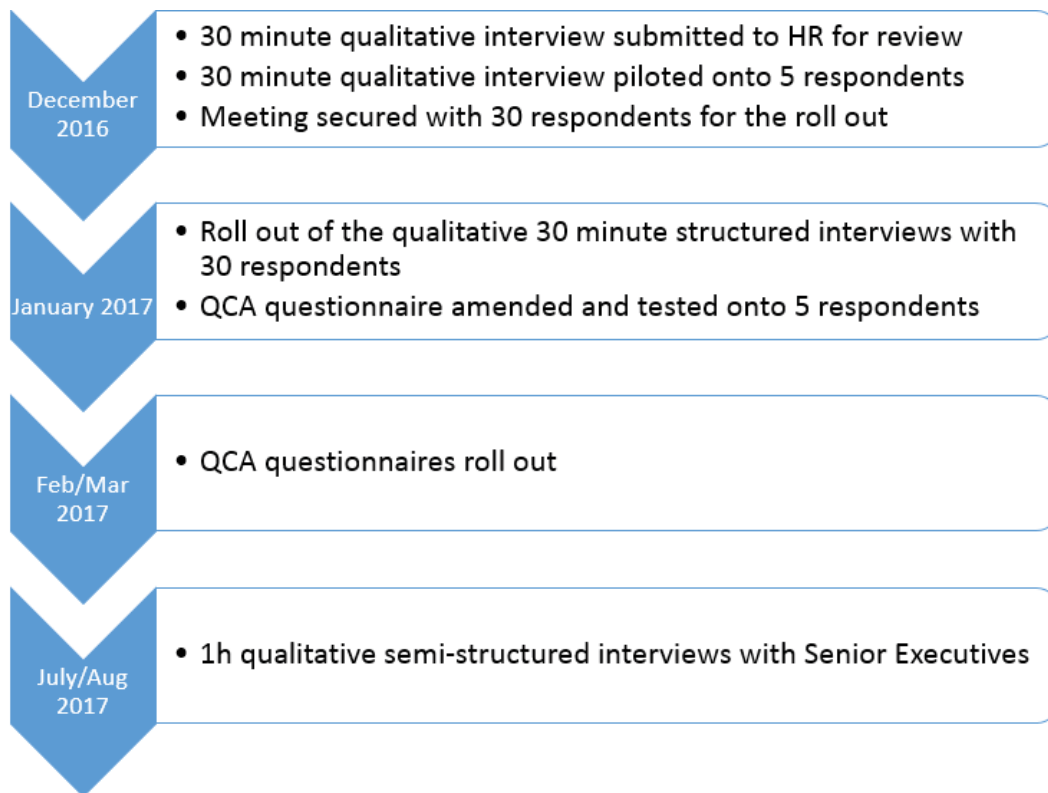 December
2016
• 30 minute qualitative interview submitted to HR for review
• 30 minute qualitative interview piloted onto 5 respondents
• Meeting secured with 30 respondents for the roll out
January 2017
• Roll out of the qualitative 30 minute structured interviews with
30 respondents
• QCA questionnaire amended and tested onto 5 respondents
Feb/Mar
2017
• QCA questionnaires roll out
July/Aug
2017
• 1h qualitative semi-structured interviews with Senior Executives